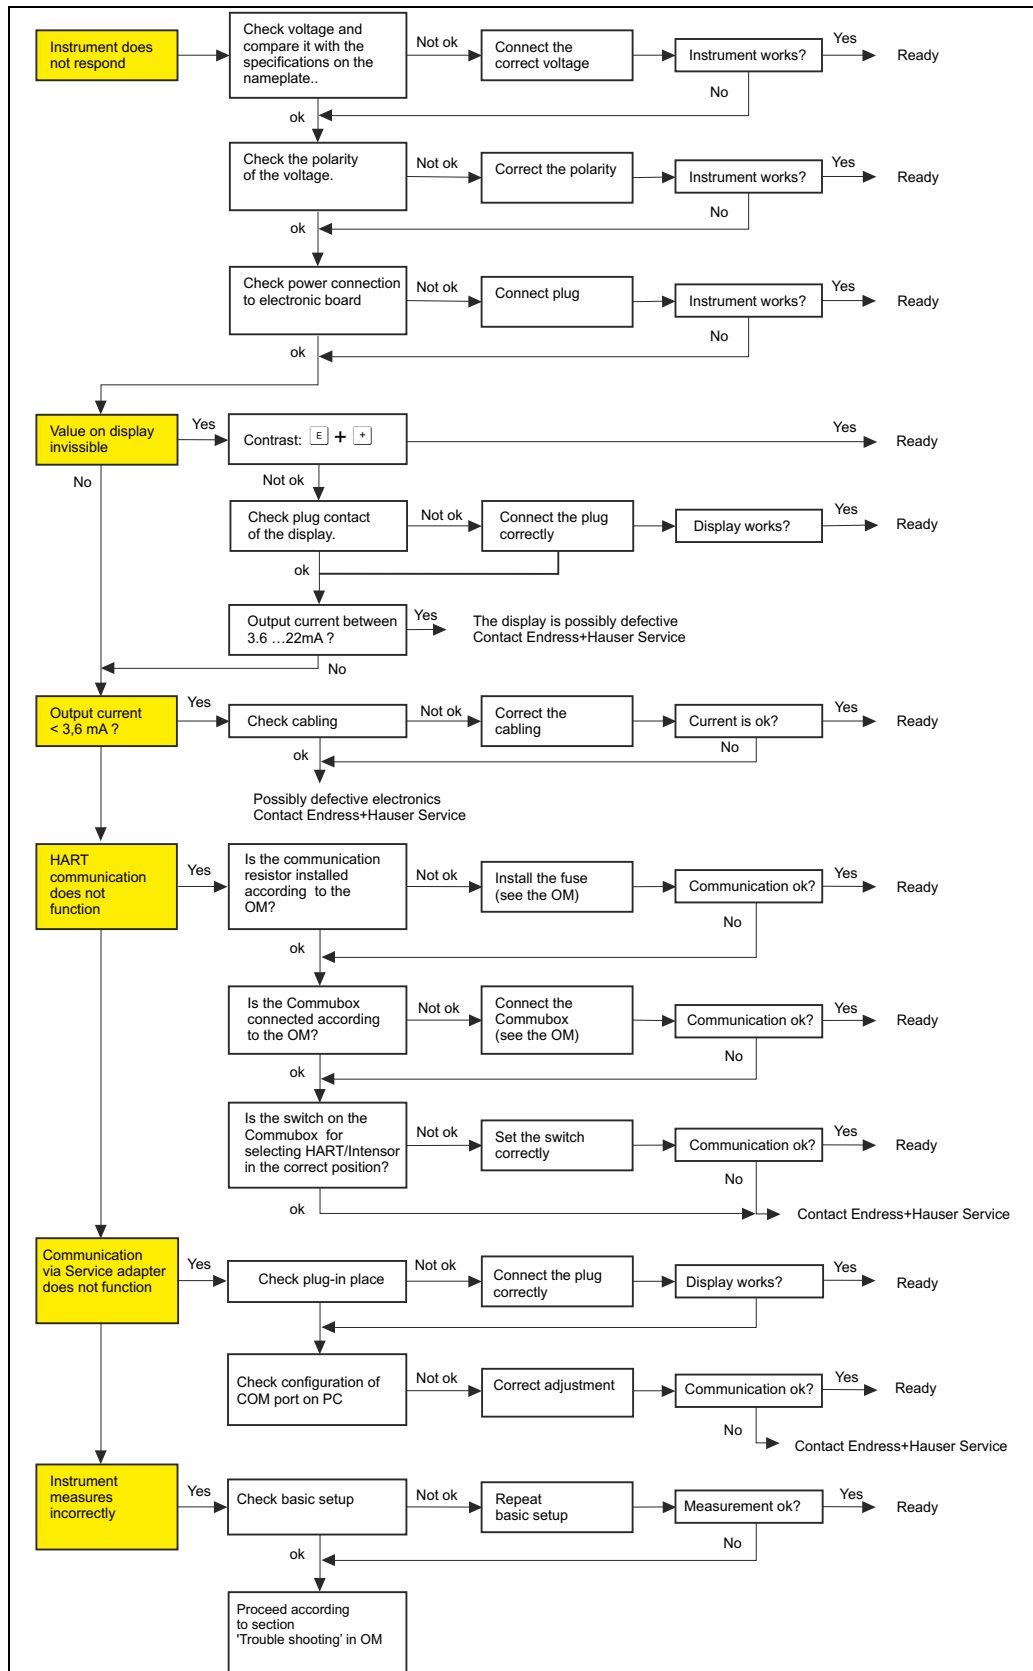 Instrument does
not respond
Check voltage and
compare it with the
specifications on the
nameplate..
Not ok
Connect the
correct voltage
Instrument works?
Yes
Ready
No
ok
Check the polarity
of the voltage.
Not ok
Correct the polarity
Instrument works?
Yes
Ready
No
ok
Check power connection
to electronic board
Not ok
Connect plug
Instrument works?
Yes
Ready
No
ok
Value on display
invissible
Yes
Contrast: E + +
Yes
Ready
No
Not ok
Check plug contact
of the display.
Not ok
Connect the plug
correctly
Display works?
Yes
Ready
ok
Output current between
3.6 ...22mA ?
Yes
The display is possibly defective
Contact Endress+Hauser Service
No
Output current
< 3,6 mA ?
Yes
Check cabling
Not ok
Correct the
cabling
Current is ok?
Yes
Ready
No
ok
Possibly defective electronics
Contact Endress+Hauser Service
HART
communication
does not
function
Yes
Is the communication
resistor installed
according to the
OM?
Not ok
Install the fuse
(see the OM)
Communication ok?
Yes
Ready
No
ok
Is the Commubox
connected according
to the OM?
Not ok
Connect the
Commubox
(see the OM)
Communication ok?
Yes
Ready
No
ok
Is the switch on the
Commubox for
selecting HART/Intensor
in the correct position?
Not ok
Set the switch
correctly
Communication ok?
Yes
Ready
No
ok
Contact Endress+Hauser Service
Communication
via Service adapter
does not function
Yes
Check plug-in place
Not ok
Connect the plug
correctly
Display works?
Yes
Ready
Check configuration of
COM port on PC
Not ok
Correct adjustment
Communication ok?
Yes
Ready
No
Contact Endress+Hauser Service
Instrument
measures
incorrectly
Yes
Check basic setup
Not ok
Repeat
basic setup
Measurement ok?
Yes
Ready
No
ok
Proceed according
to section
'Trouble shooting' in OM